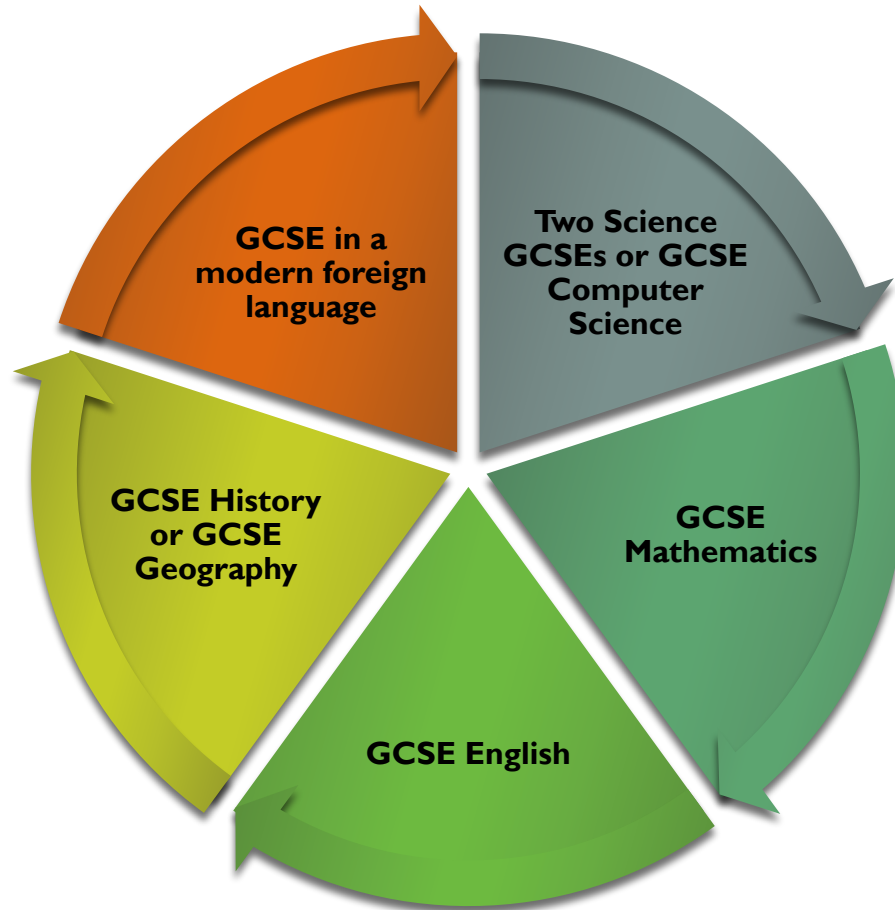 Two Science
GCSEs or GCSE
Computer
Science
GCSE
Mathematics
GCSE English
GCSE History
or GCSE
Geography
GCSE in a
modern foreign
language